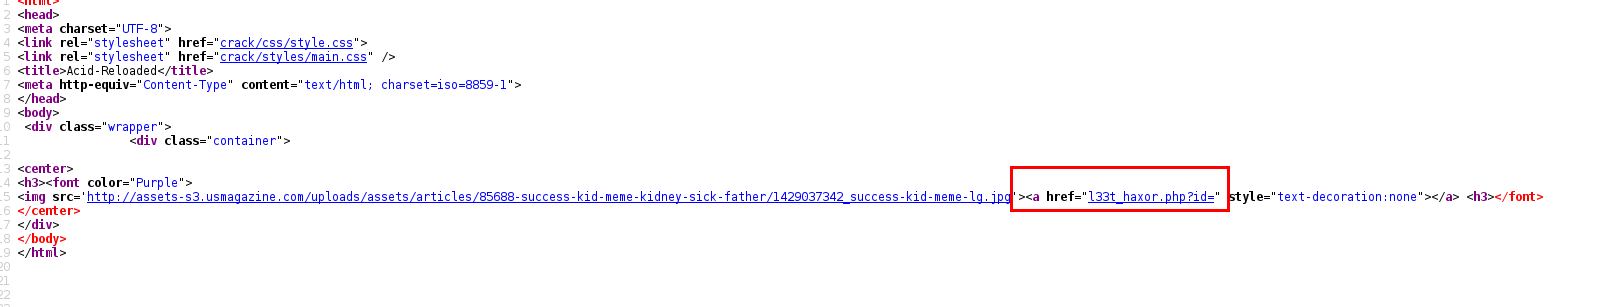 1 <html>
2 <head>
3 <meta charset="UTF-8">
4 <link rel="stylesheet" href="crack/css/style.css">
5 <link rel="stylesheet" href="crack/styles/main.css" />
6 <title>Acid-Reloaded</title>
7 <meta http-equiv="Content-Type" content="text/html; charset=iso=8859-1">
8 </head>
9 <body>
10 <div class="wrapper">
11 <div class="container">
12
13 <center>
14 <h3><font color="Purple">
15 <img src='http://assets-s3.usmagazine.com/uploads/assets/articles/85688-success-kid-meme-kidney-sick-father/1429037342_success-kid-meme-lg.jpg'><a href="l33t_haxor.php?id=" style="text-decoration:none"></a> <h3></font>
16 </center>
17 </div>
18 </body>
19 </html>
20
21
22